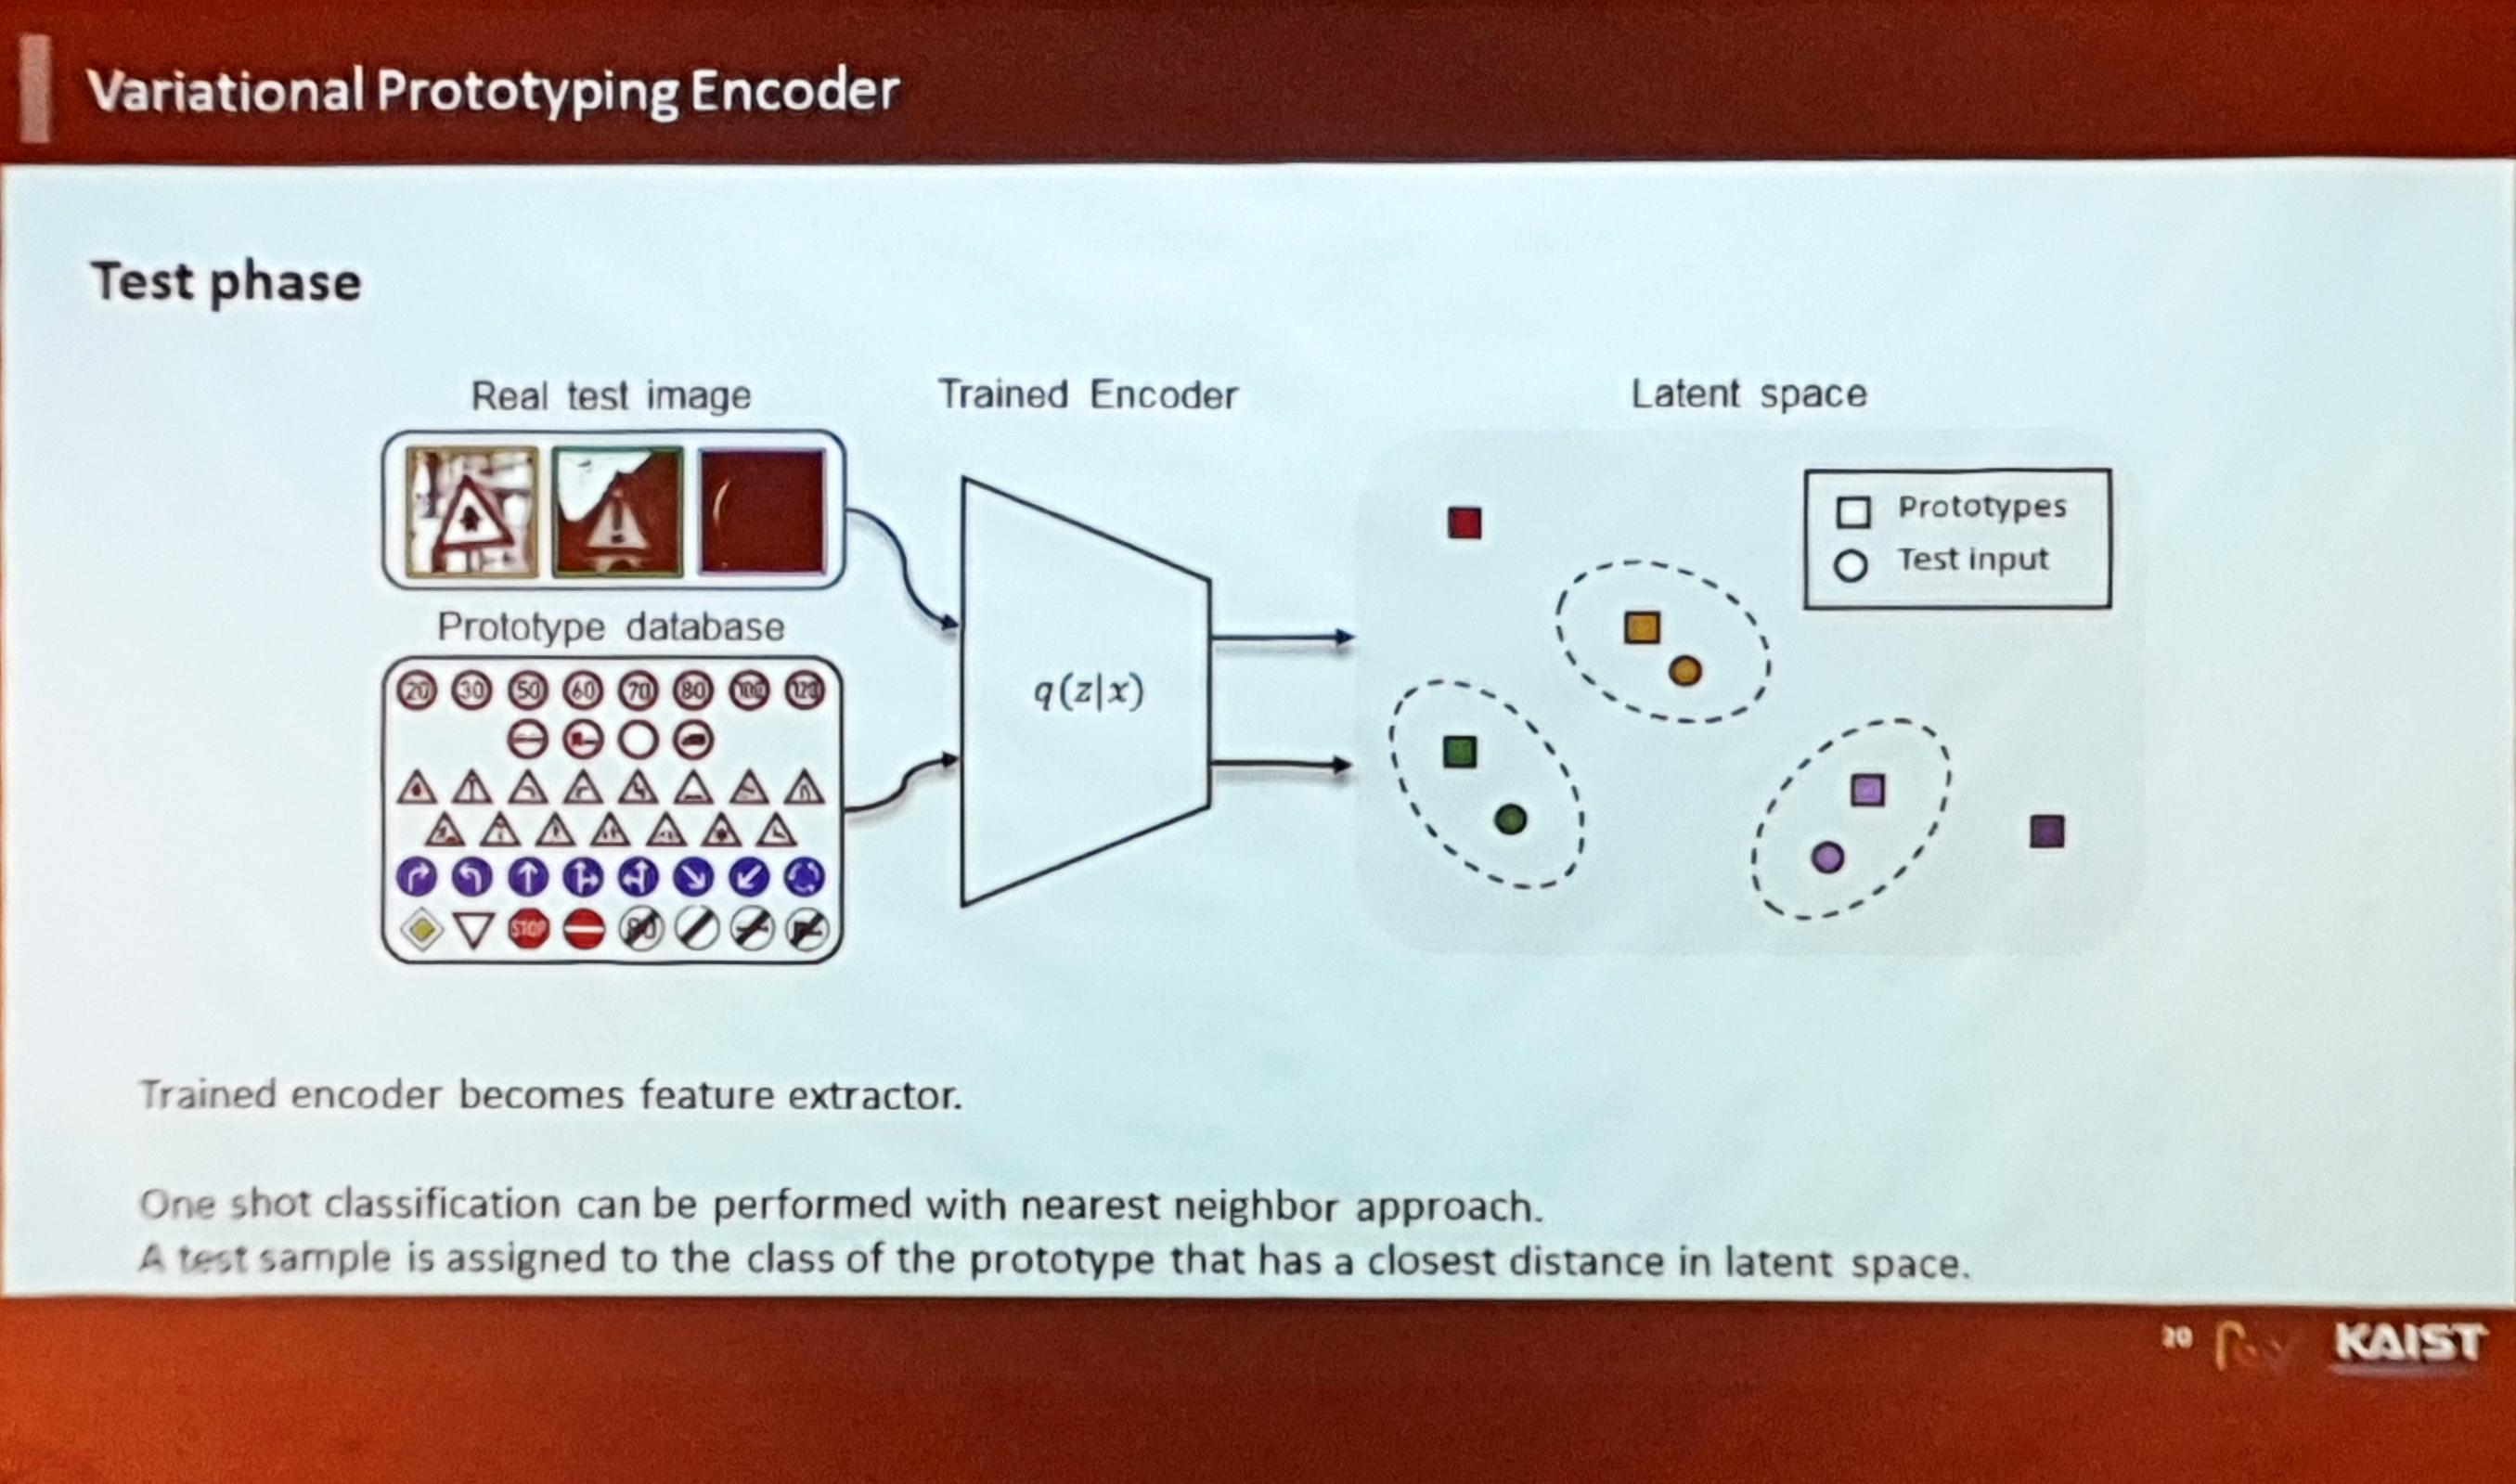 Variational Prototyping Encoder
Test phase
Real test image
Trained Encoder
Latent space
Prototypes
Test input
Prototype database
20 30 50 60 70 80 100 120
q(z|x)
STOP 80
Trained encoder becomes feature extractor.
One shot classification can be performed with nearest neighbor approach.
A test sample is assigned to the class of the prototype that has a closest distance in latent space.
20
KAIST